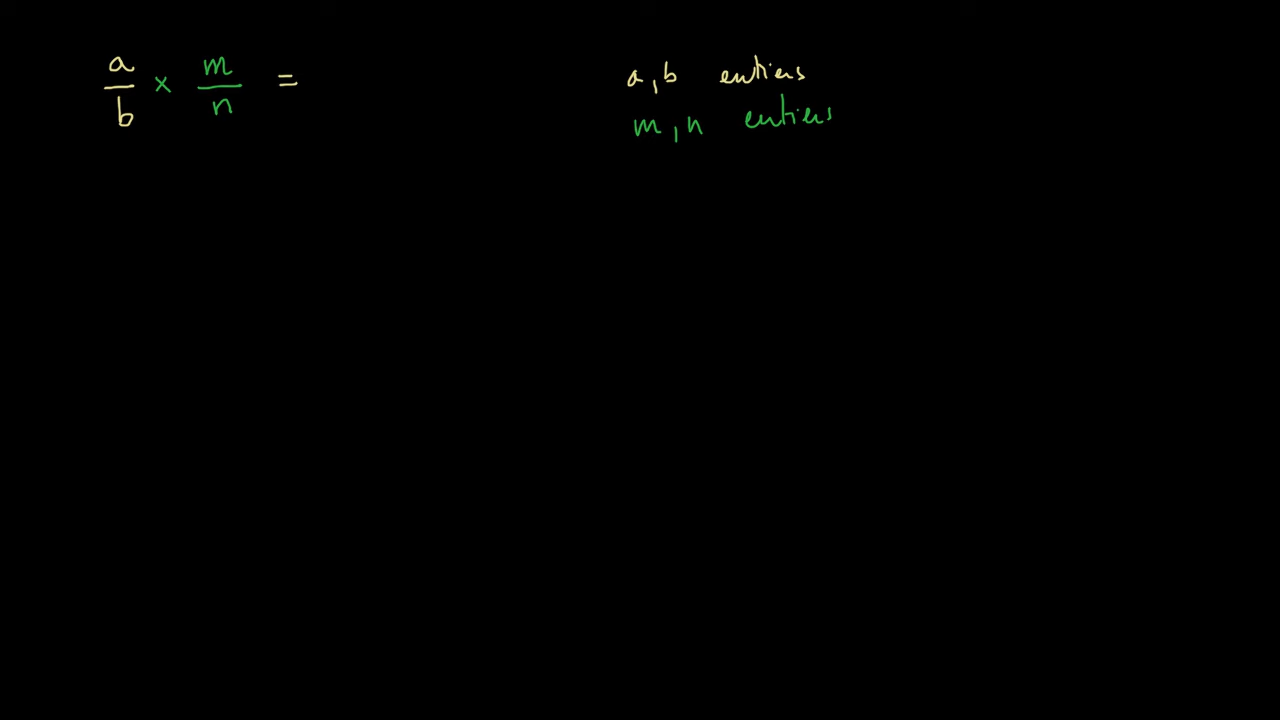 a/b × m/n =
a, b entiers
m, n entiers